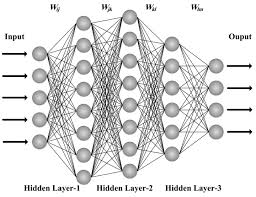 Wij Wjk Wkl Wlm
Input Ouput
Hidden Layer-1 Hidden Layer-2 Hidden Layer-3